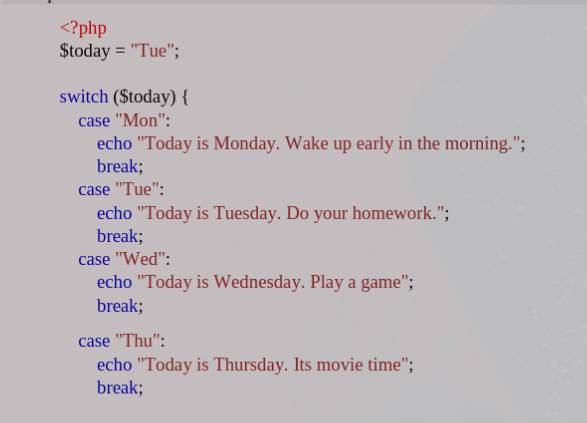 <?php
$today = "Tue";
switch ($today) {
case "Mon":
echo "Today is Monday. Wake up early in the morning.";
break;
case "Tue":
echo "Today is Tuesday. Do your homework.";
break;
case "Wed":
echo "Today is Wednesday. Play a game";
break;
case "Thu":
echo "Today is Thursday. Its movie time";
break;